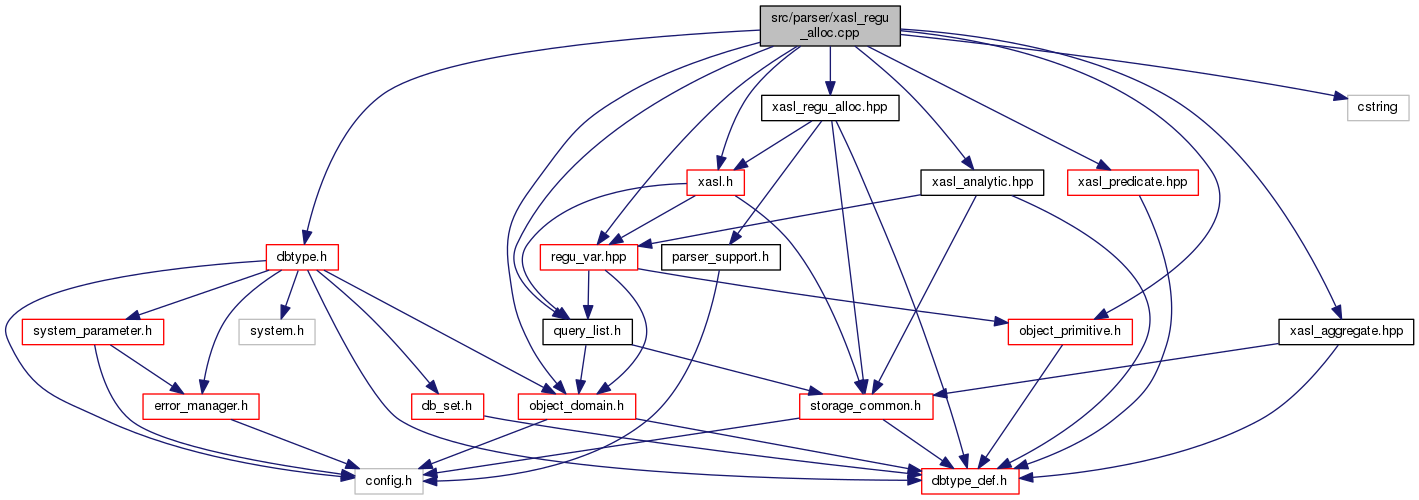 src/parser/xasl_regu
_alloc.cpp
cstring
xasl_regu_alloc.hpp
xasl.h
xasl_analytic.hpp
xasl_predicate.hpp
dbtype.h
regu_var.hpp
parser_support.h
system_parameter.h
system.h
query_list.h
object_primitive.h
xasl_aggregate.hpp
error_manager.h
db_set.h
object_domain.h
storage_common.h
config.h
dbtype_def.h